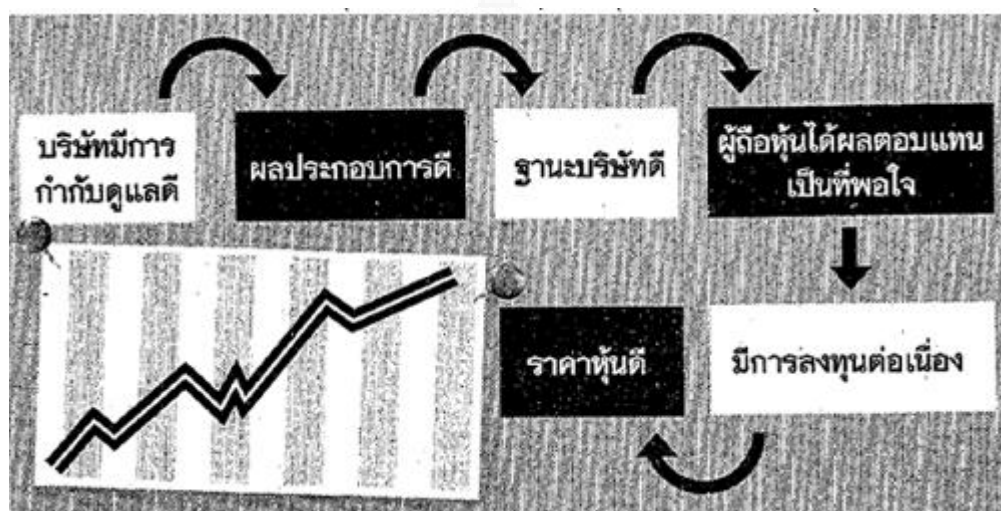 บริษัทมีการ
กำกับดูแลดี
ผลประกอบการดี
ฐานะบริษัทดี
ผู้ถือหุ้นได้ผลตอบแทน
เป็นที่พอใจ
มีการลงทุนต่อเนื่อง
ราคาหุ้นดี